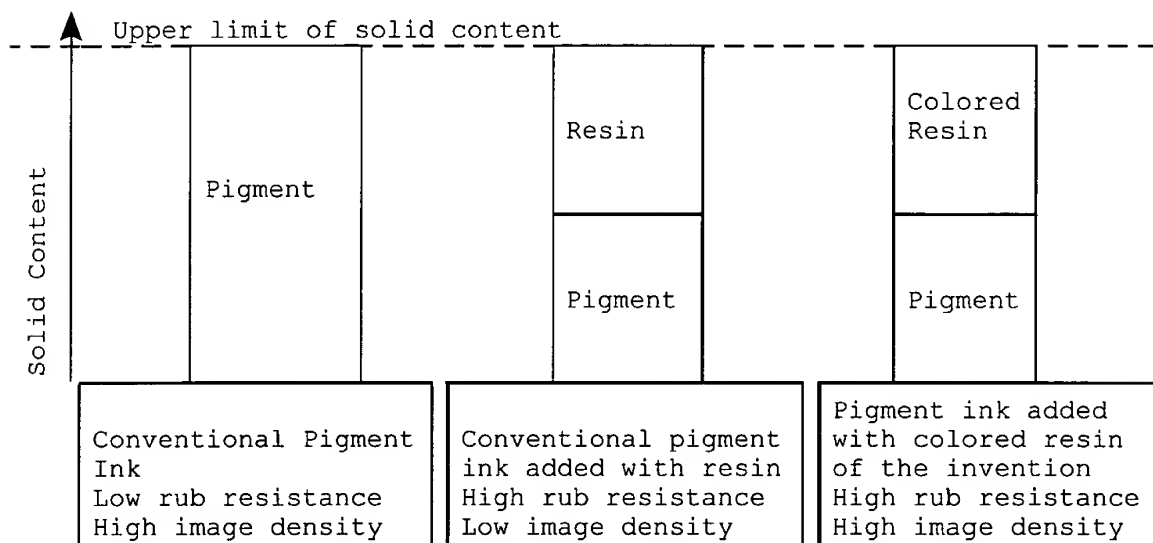 Upper limit of solid content
Solid Content
Pigment
Resin
Pigment
Colored
Resin
Pigment
Conventional Pigment
Ink
Low rub resistance
High image density
Conventional pigment
ink added with resin
High rub resistance
Low image density
Pigment ink added
with colored resin
of the invention
High rub resistance
High image density